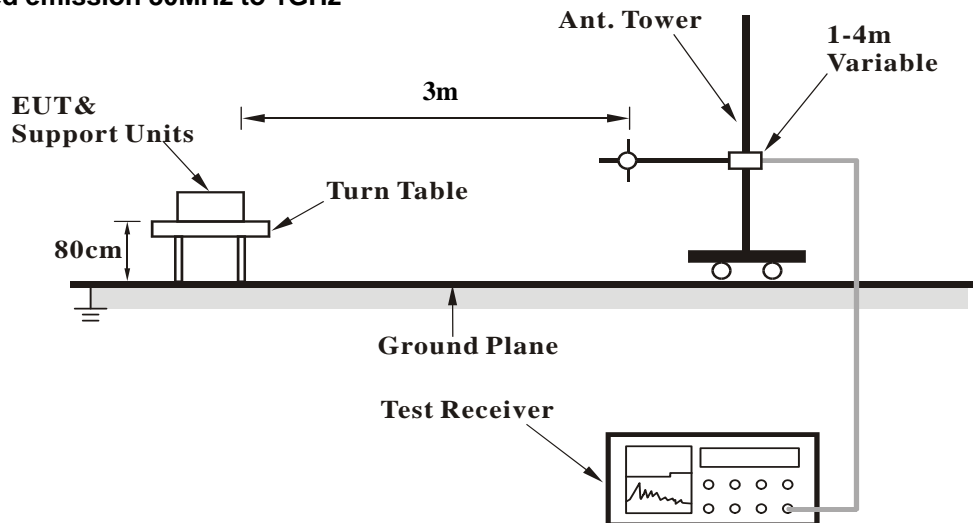 Ant. Tower
1-4m
Variable
3m
EUT&
Support Units
Turn Table
80cm
Ground Plane
Test Receiver